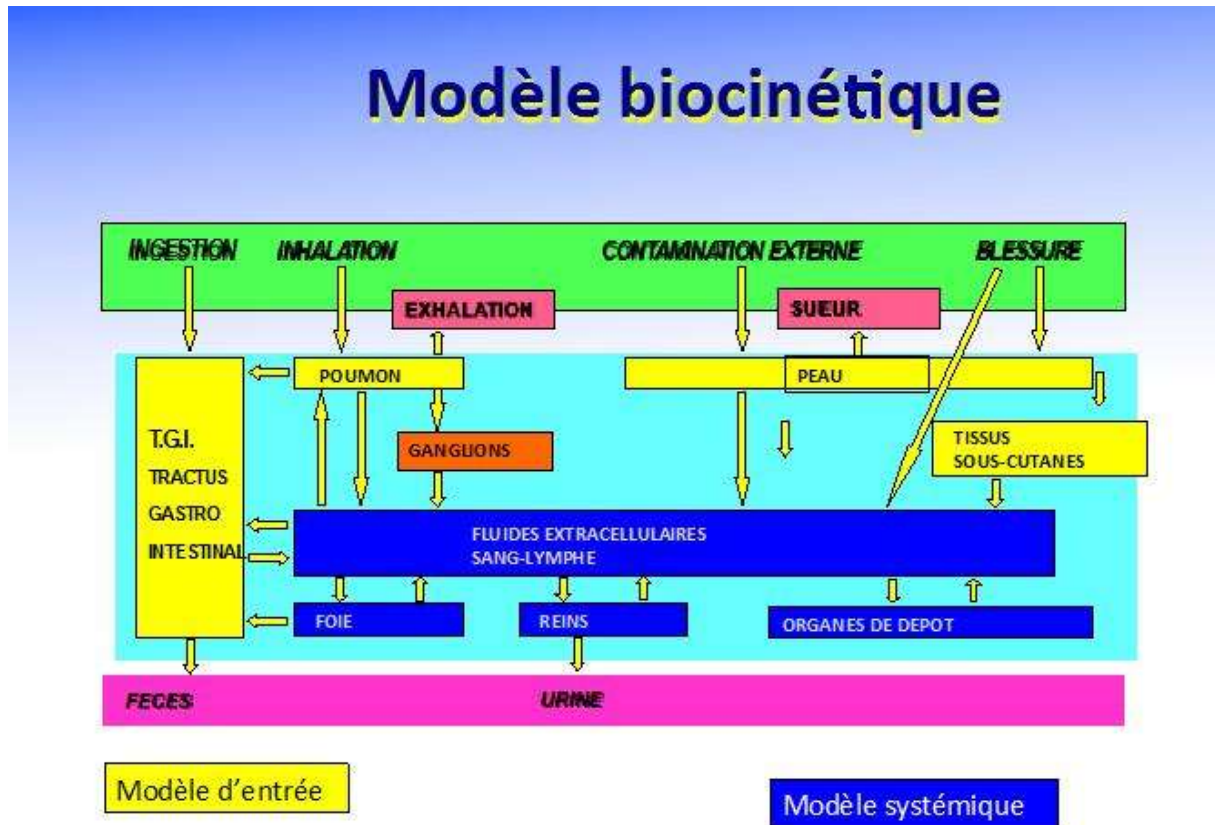 Modèle biocinétique
INGESTION
INHALATION
CONTAMINATION EXTERNE
BLESSURE
EXHALATION
SUEUR
POUMON
PEAU
T.G.I.
TRACTUS
GASTRO
INTESTINAL
GANGLIONS
TISSUS
SOUS-CUTANES
FLUIDES EXTRACELLULAIRES
SANG-LYMPHE
FOIE
REINS
ORGANES DE DEPOT
FECES
URINE
Modèle d'entrée
Modèle systémique